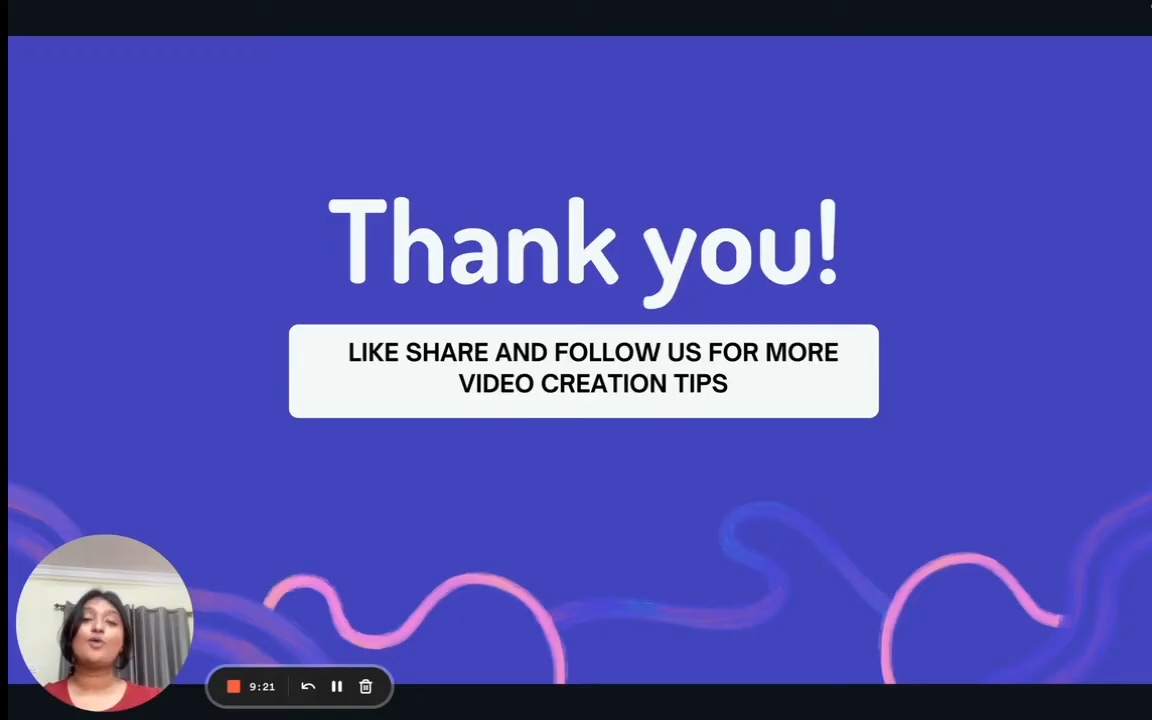 Thank you!
LIKE SHARE AND FOLLOW US FOR MORE
VIDEO CREATION TIPS
9:21